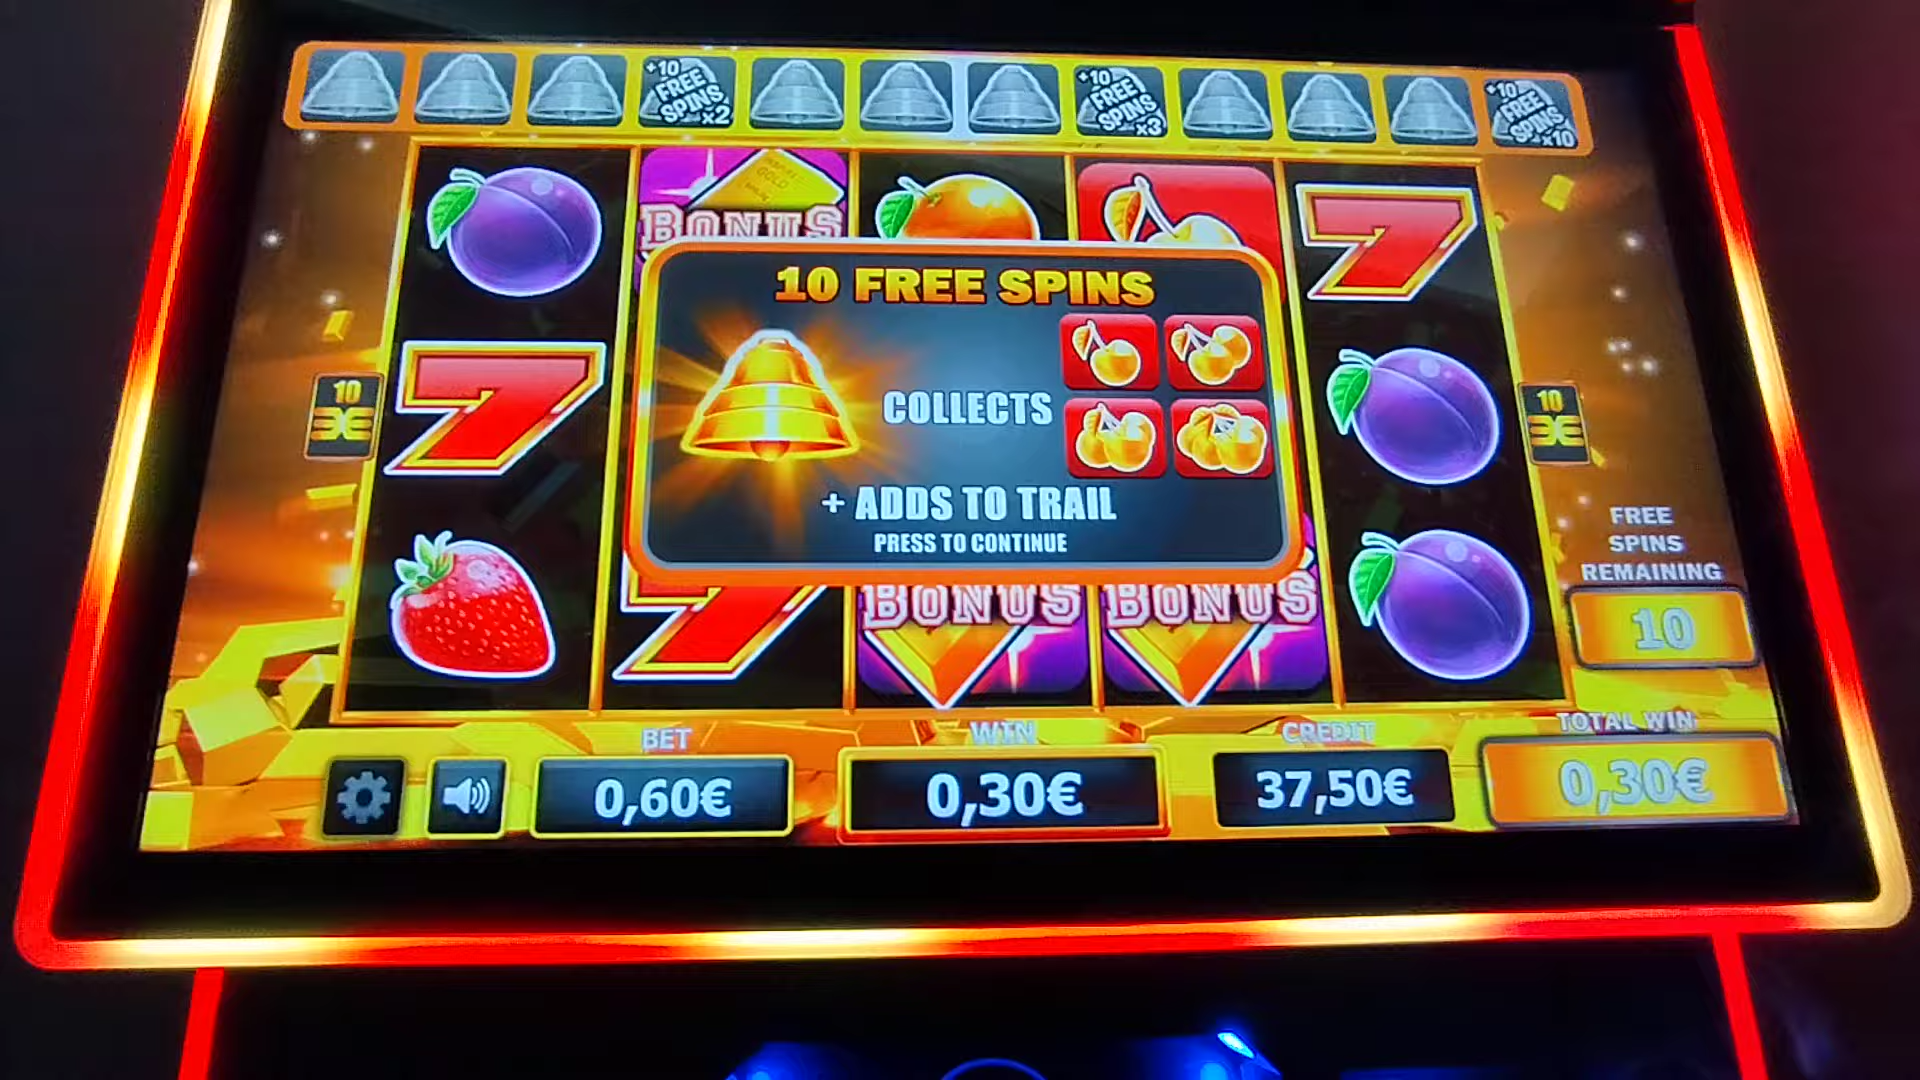 +10 FREE SPINS x2
+10 FREE SPINS x3
+10 FREE SPINS x10
GOLD
BONUS
10 FREE SPINS
COLLECTS
+ ADDS TO TRAIL
PRESS TO CONTINUE
10
10
BONUS
BONUS
FREE
SPINS
REMAINING
10
BET
WIN
CREDIT
TOTAL WIN
0,60€
0,30€
37,50€
0,30€